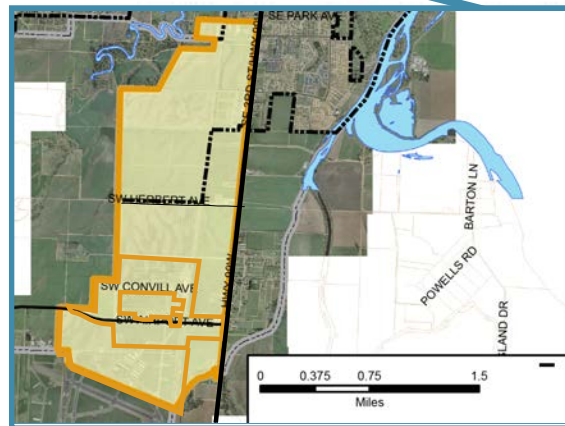 SE PARK AVE
SW HERBERT AVE
SW CONVILL AVE
BARTON LN
POWELLS RD
0 0.375 0.75 1.5
Miles